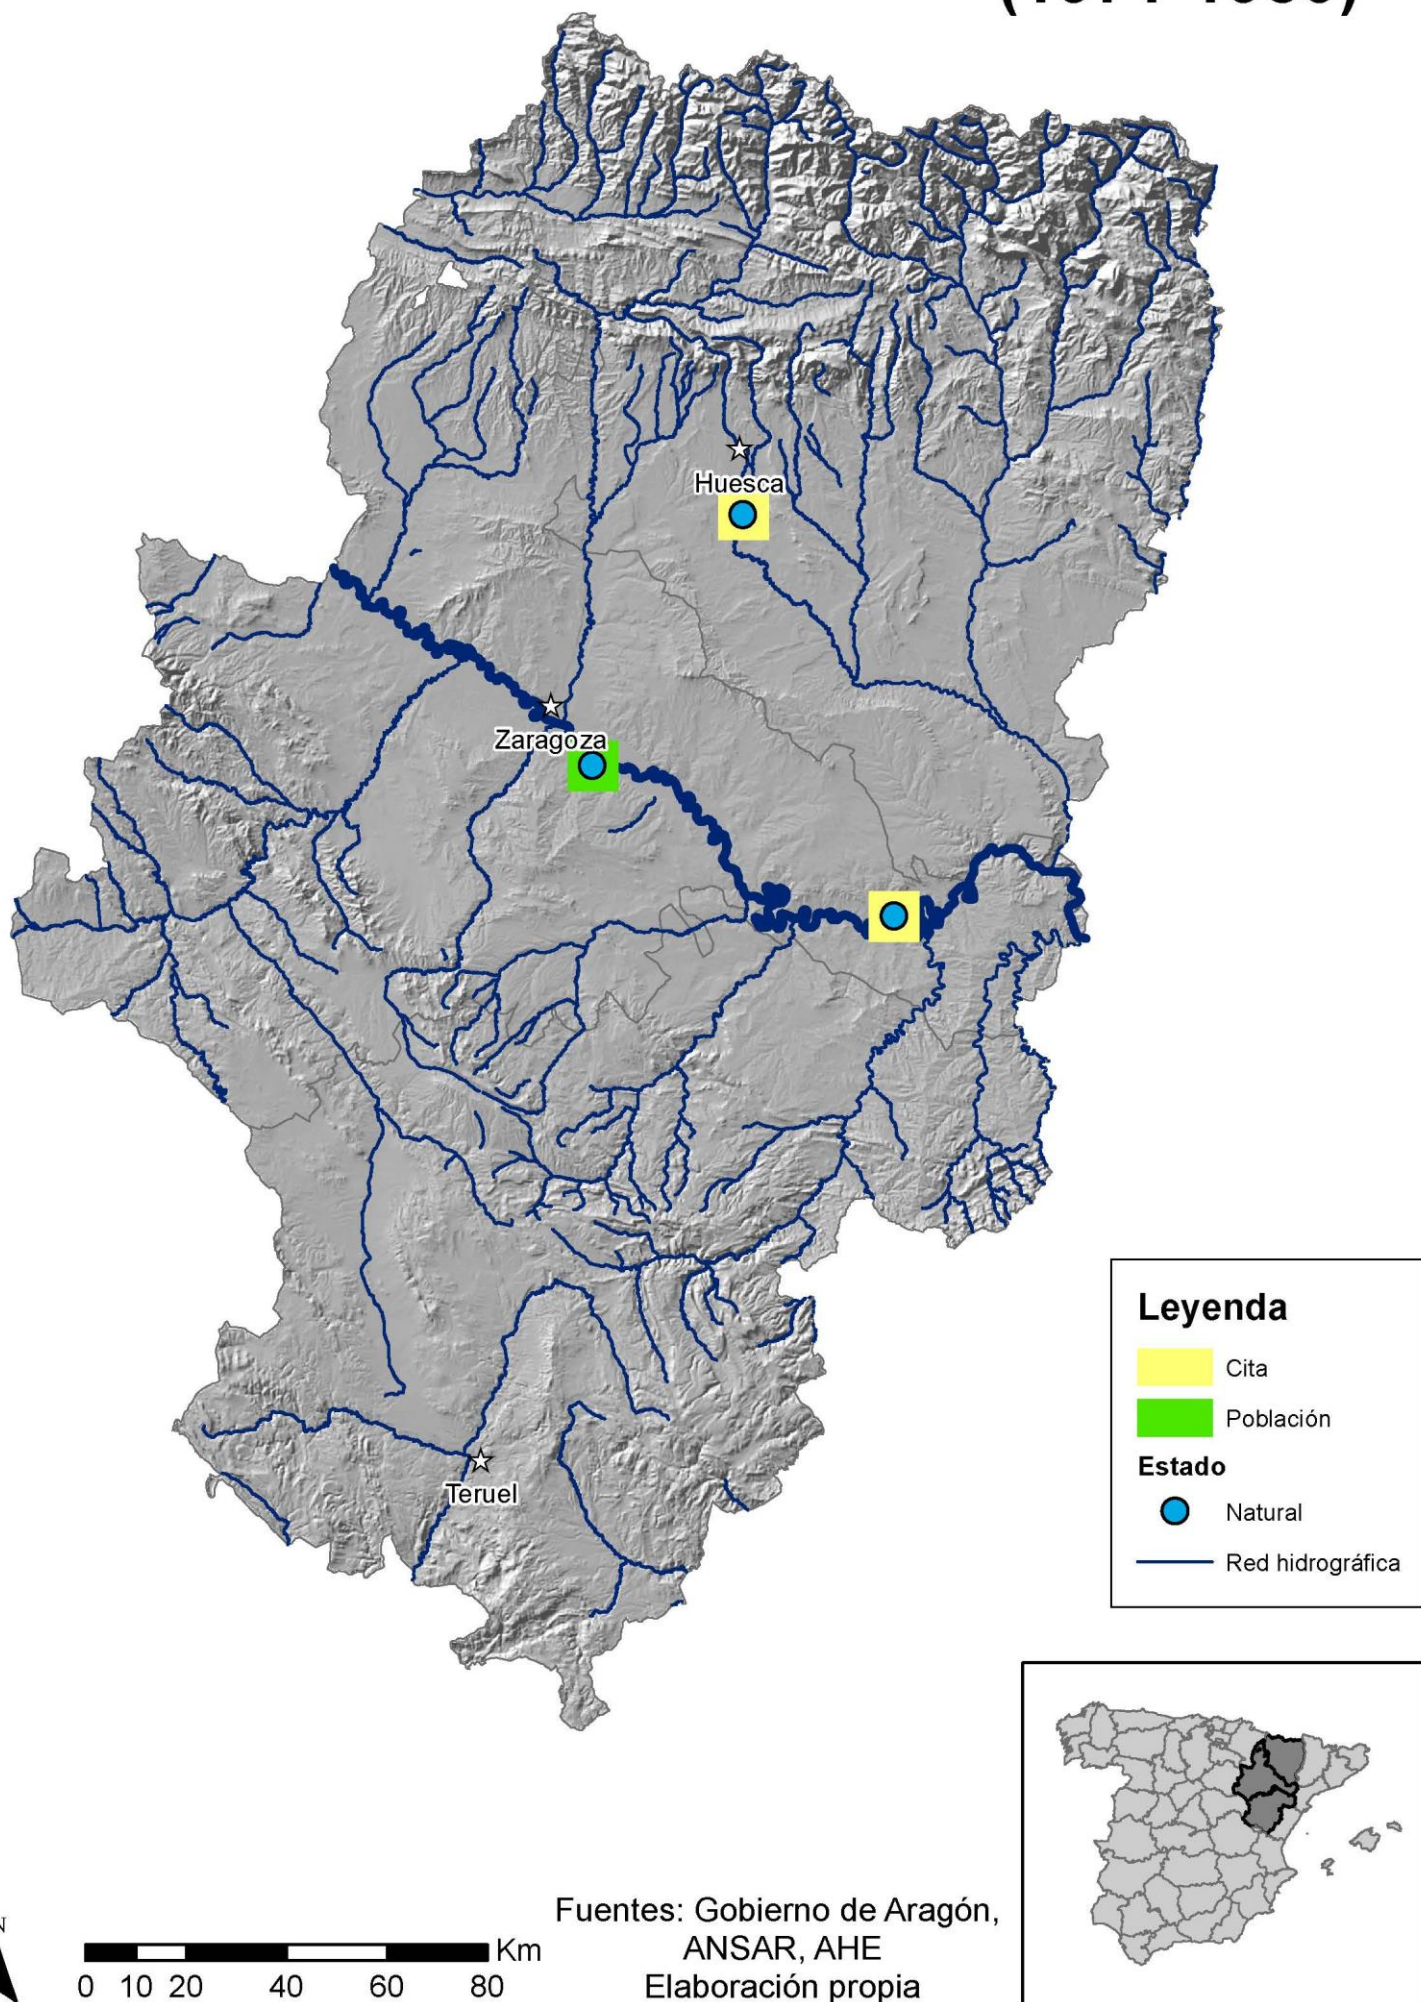 Huesca
Zaragoza
Teruel
Leyenda
Cita
Población
Estado
Natural
Red hidrográfica
N
Km
0 10 20 40 60 80
Fuentes: Gobierno de Aragón,
ANSAR, AHE
Elaboración propia